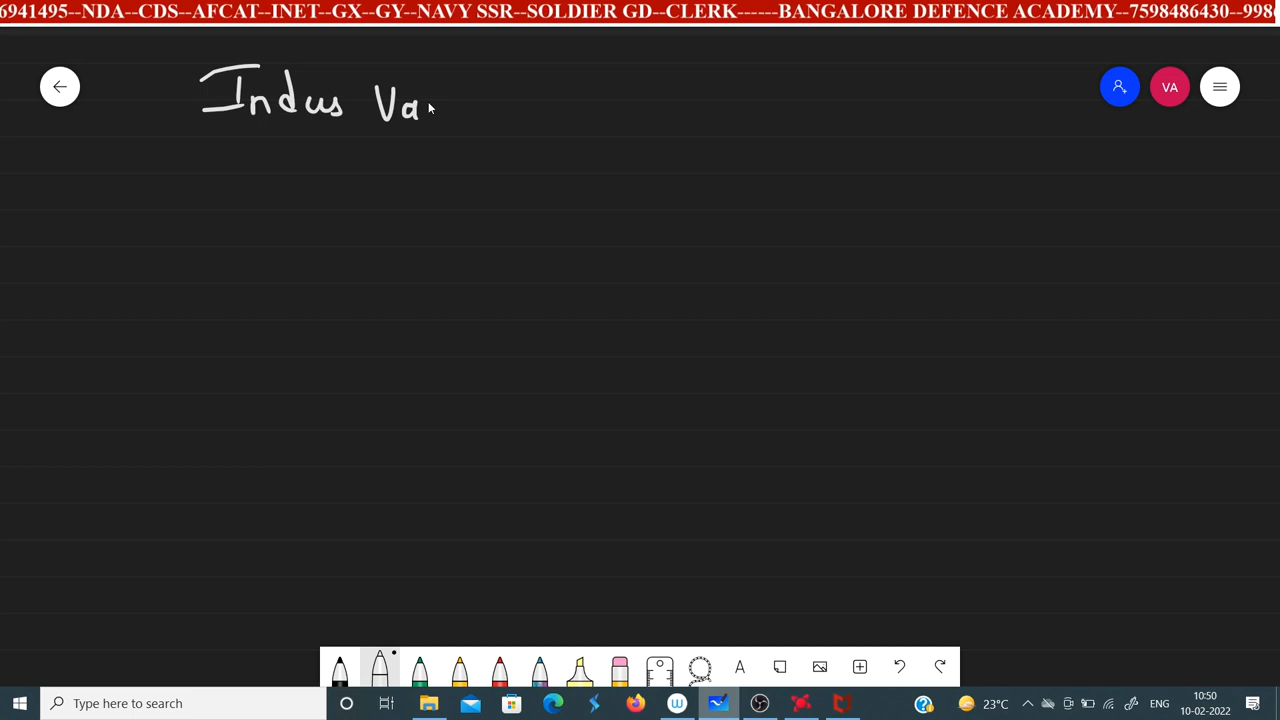 6941495--NDA--CDS--AFCAT--INET--GX--GY--NAVY SSR--SOLDIER GD--CLERK------BANGALORE DEFENCE ACADEMY--7598486430--998
Indus Va
VA
A
Type here to search
23°C
ENG
10:50
10-02-2022